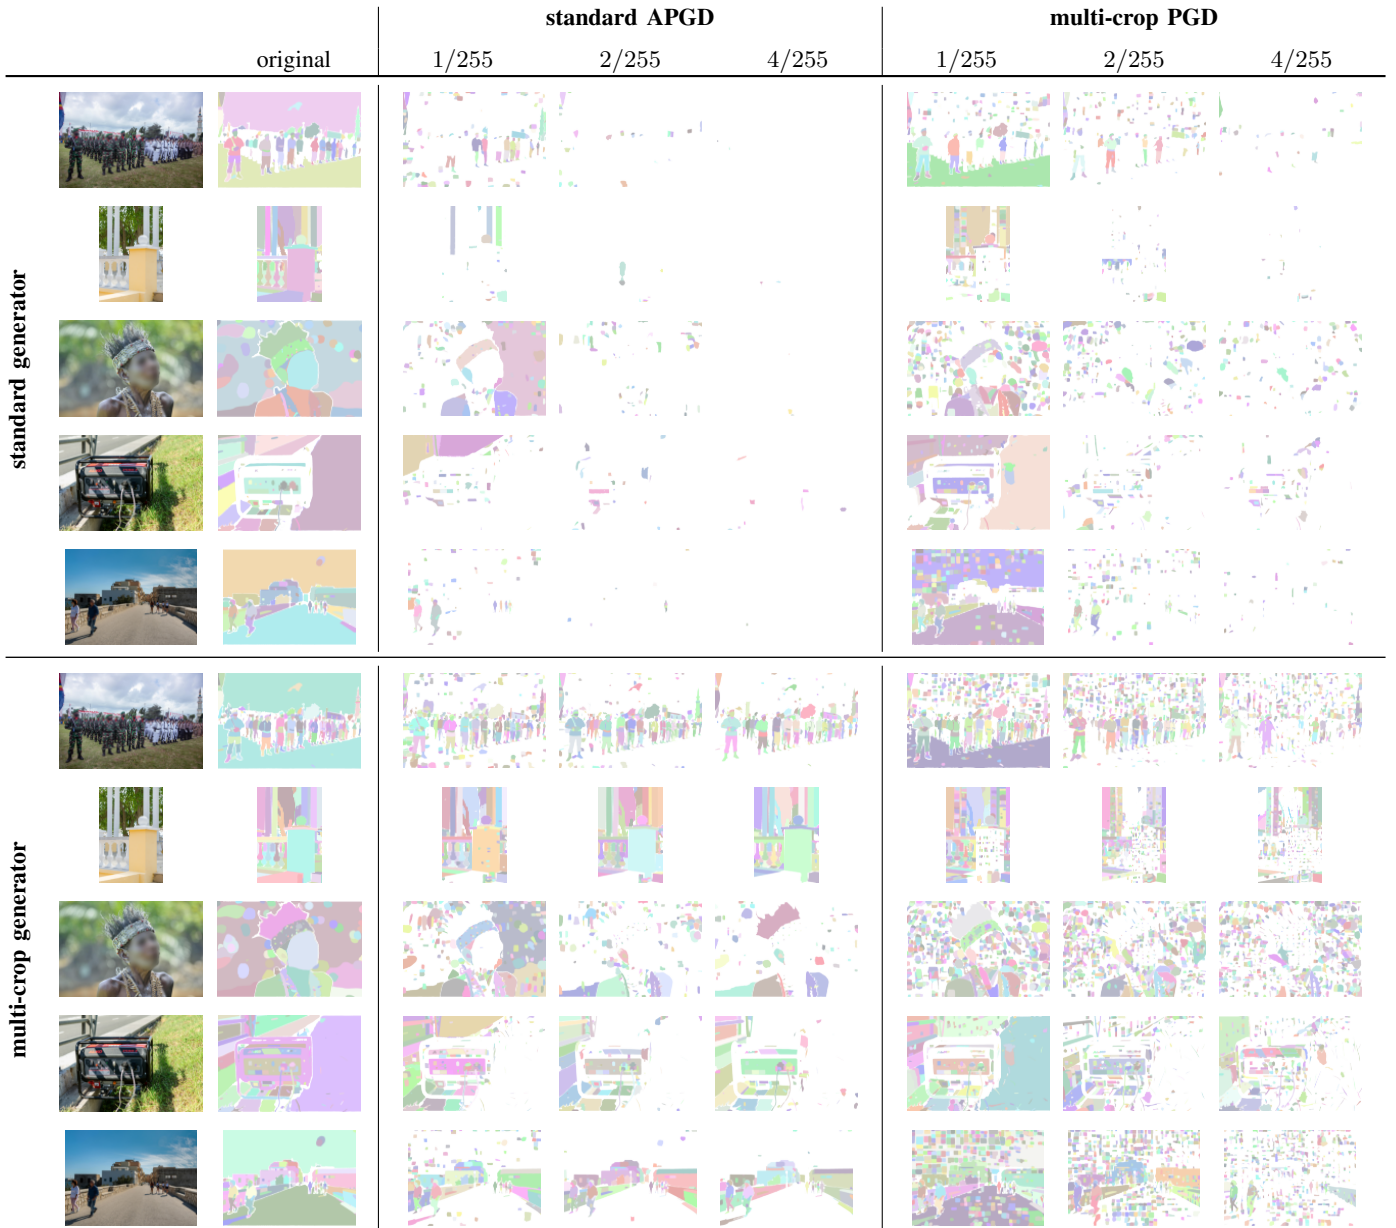 standard APGD multi-crop PGD
original 1/255 2/255 4/255 1/255 2/255 4/255
standard generator
multi-crop generator